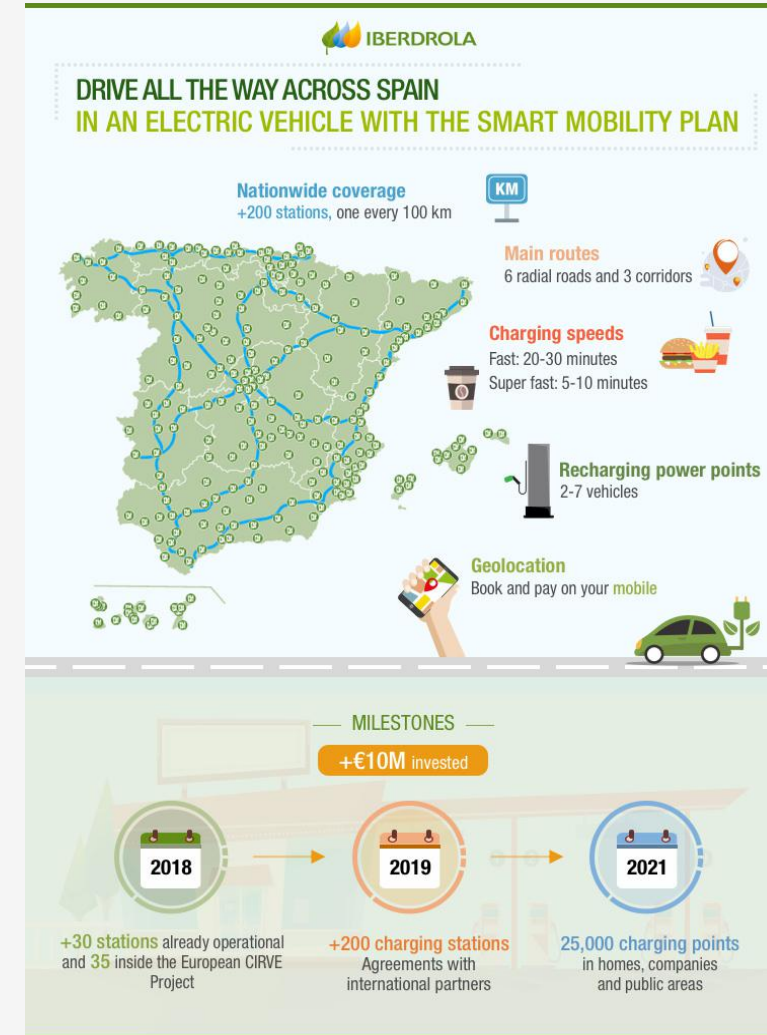 IBERDROLA
DRIVE ALL THE WAY ACROSS SPAIN
IN AN ELECTRIC VEHICLE WITH THE SMART MOBILITY PLAN
Nationwide coverage
+200 stations, one every 100 km
KM
Main routes
6 radial roads and 3 corridors
Charging speeds
Fast: 20-30 minutes
Super fast: 5-10 minutes
Recharging power points
2-7 vehicles
Geolocation
Book and pay on your mobile
MILESTONES
+€10M invested
2018
+30 stations already operational
and 35 inside the European CIRVE
Project
2019
+200 charging stations
Agreements with
international partners
2021
25,000 charging points
in homes, companies
and public areas